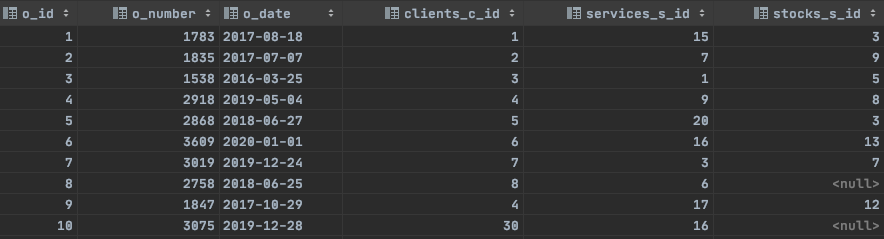 o_id o_number o_date clients_c_id services_s_id stocks_s_id
1 1783 2017-08-18 1 15 3
2 1835 2017-07-07 2 7 9
3 1538 2016-03-25 3 1 5
4 2918 2019-05-04 4 9 8
5 2868 2018-06-27 5 20 3
6 3609 2020-01-01 6 16 13
7 3019 2019-12-24 7 3 7
8 2758 2018-06-25 8 6 <null>
9 1847 2017-10-29 4 17 12
10 3075 2019-12-28 30 16 <null>